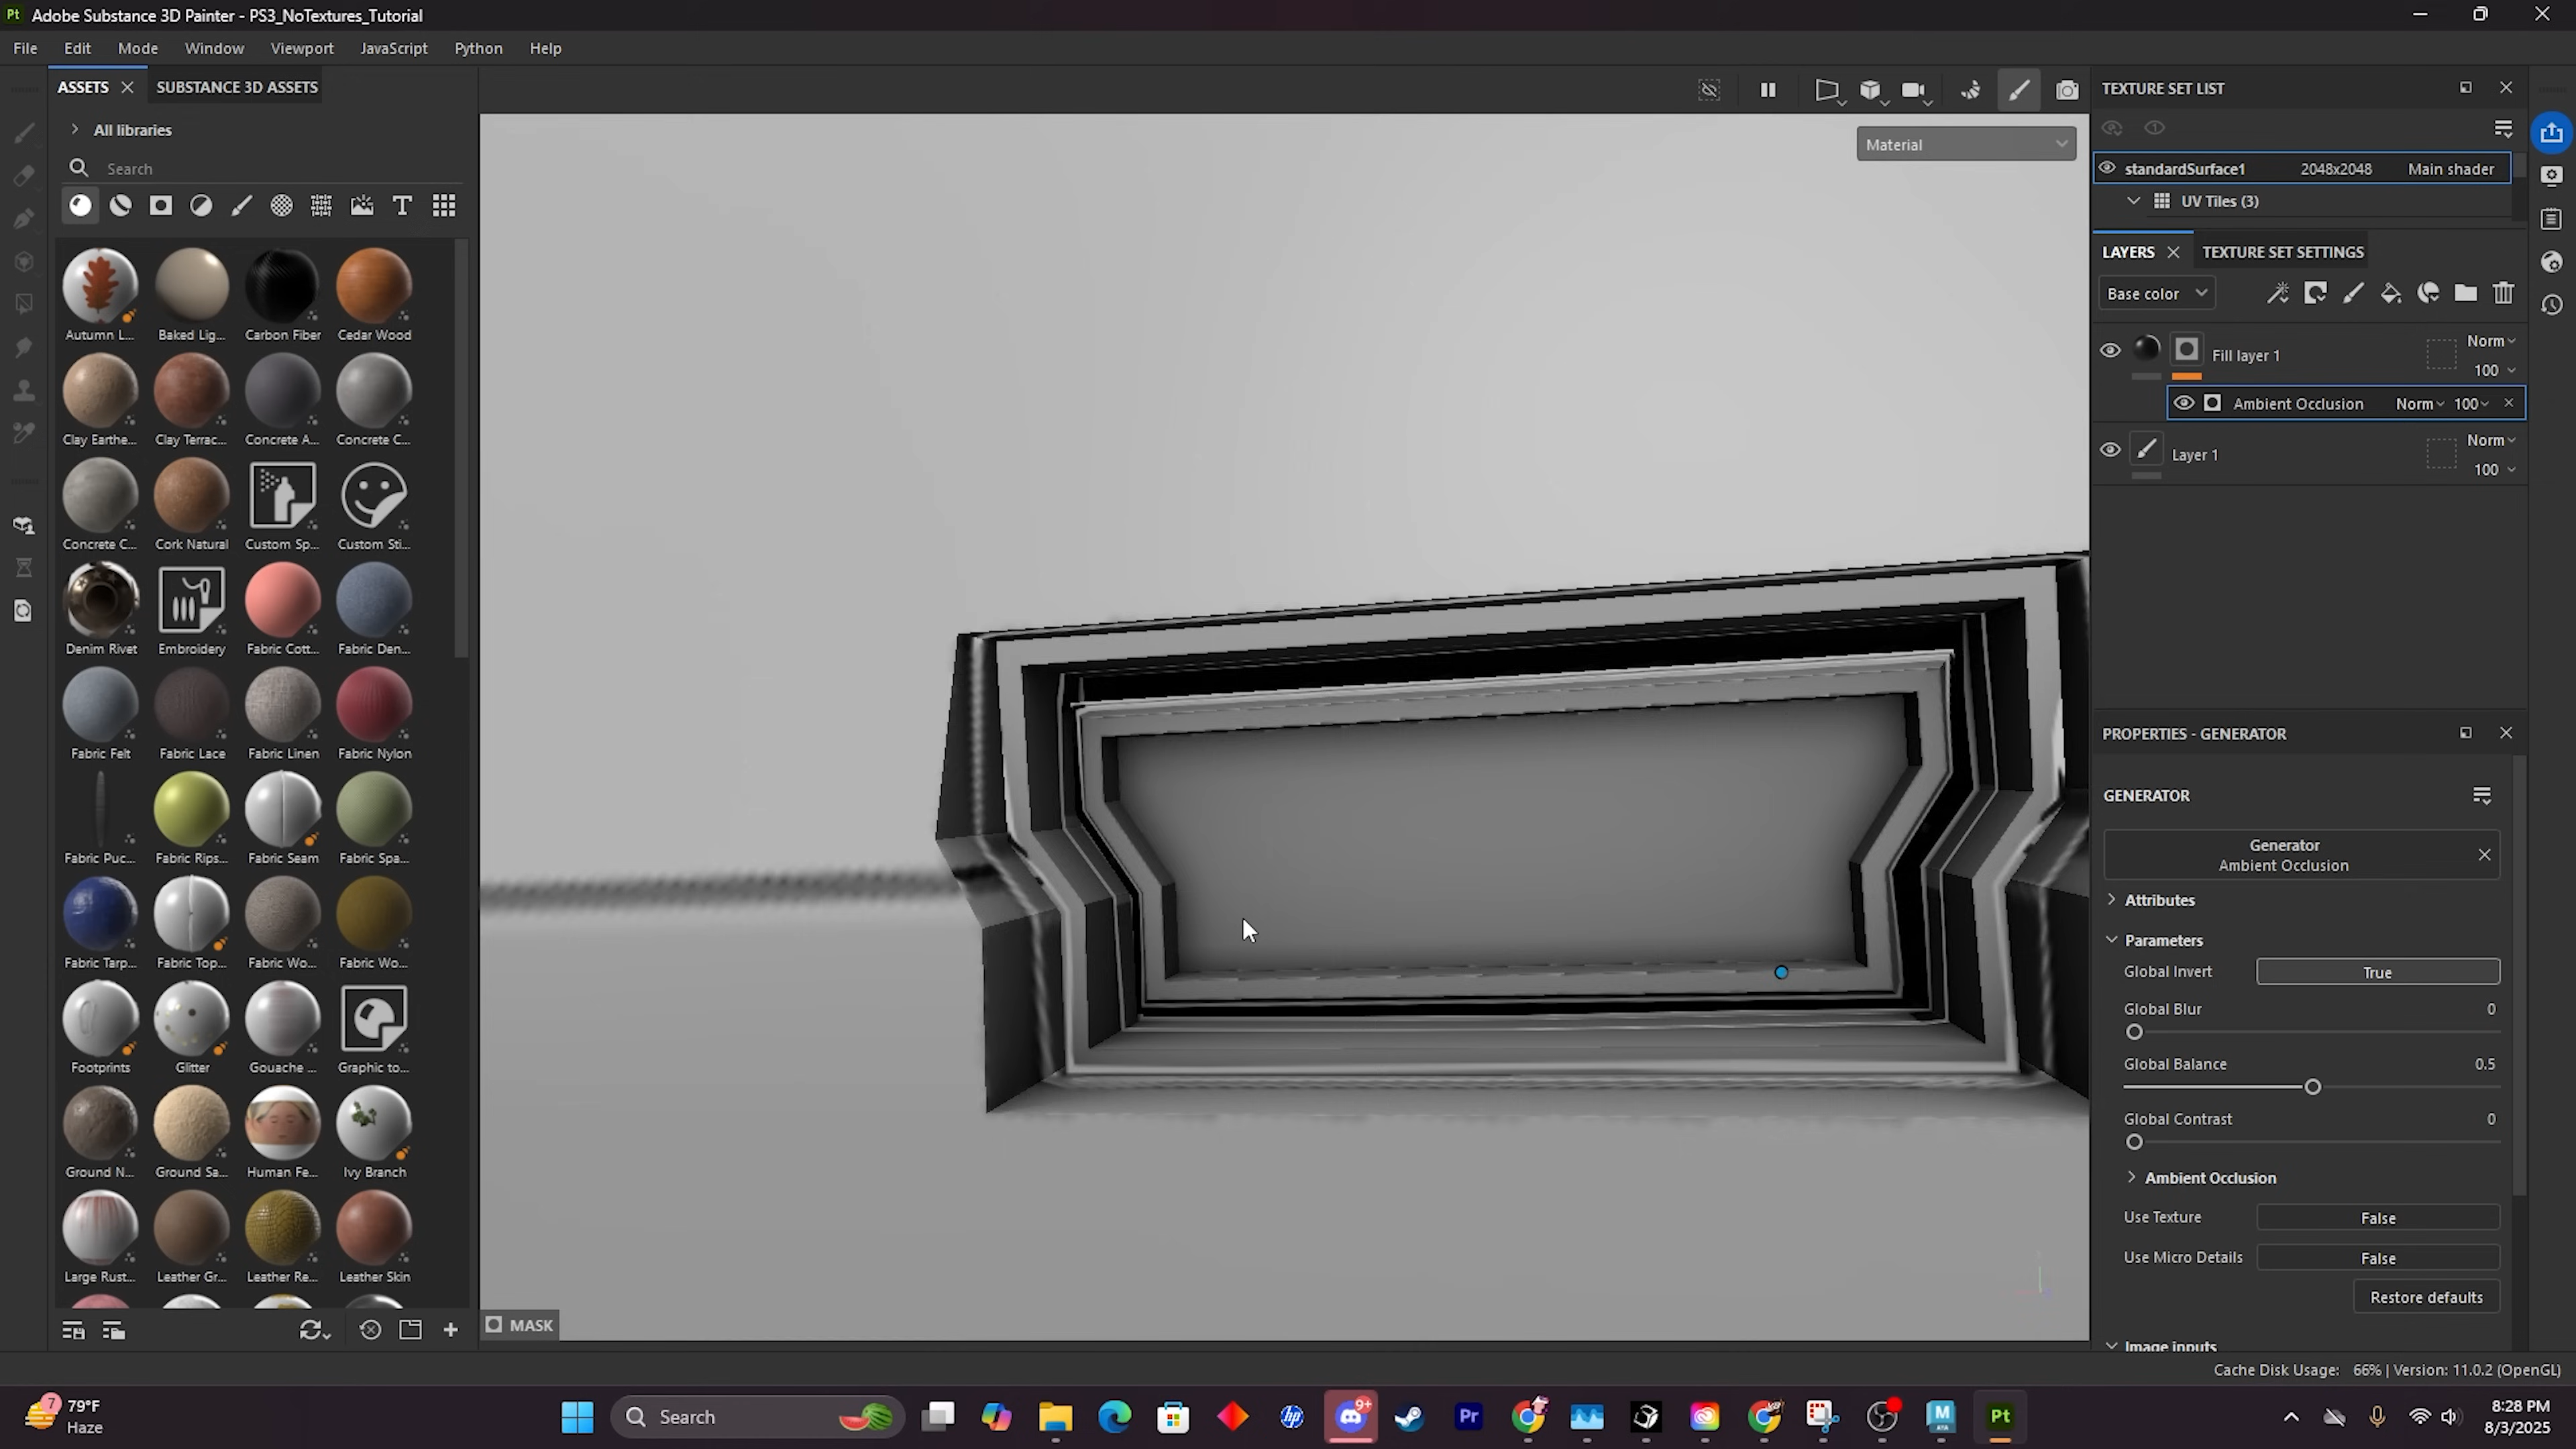 Pt Adobe Substance 3D Painter - PS3_NoTextures_Tutorial
File Edit Mode Window Viewport JavaScript Python Help
ASSETS SUBSTANCE 3D ASSETS
All libraries
Search
Autumn L... Baked Lig... Carbon Fiber Cedar Wood
Clay Earthe... Clay Terrac... Concrete A... Concrete C...
Concrete C... Cork Natural Custom Sp... Custom Sti...
Denim Rivet Embroidery Fabric Cott... Fabric Den...
Fabric Felt Fabric Lace Fabric Linen Fabric Nylon
Fabric Puc... Fabric Rips... Fabric Seam Fabric Spa...
Fabric Tarp... Fabric Top... Fabric Wo... Fabric Wo...
Footprints Glitter Gouache ... Graphic to...
Ground N... Ground Sa... Human Fe... Ivy Branch
Large Rust... Leather Gr... Leather Re... Leather Skin
Material
MASK
TEXTURE SET LIST
standardSurface1 2048x2048 Main shader
UV Tiles (3)
LAYERS TEXTURE SET SETTINGS
Base color
Norm
Fill layer 1
100
Ambient Occlusion Norm 100
Norm
Layer 1
100
PROPERTIES - GENERATOR
GENERATOR
Generator
Ambient Occlusion
Attributes
Parameters
Global Invert True
Global Blur 0
Global Balance 0.5
Global Contrast 0
Ambient Occlusion
Use Texture False
Use Micro Details False
Restore defaults
Image inputs
Cache Disk Usage: 66% | Version: 11.0.2 (OpenGL)
7
79°F
Haze
Search
hp
9+
Pr
M
Pt
8:28 PM
8/3/2025